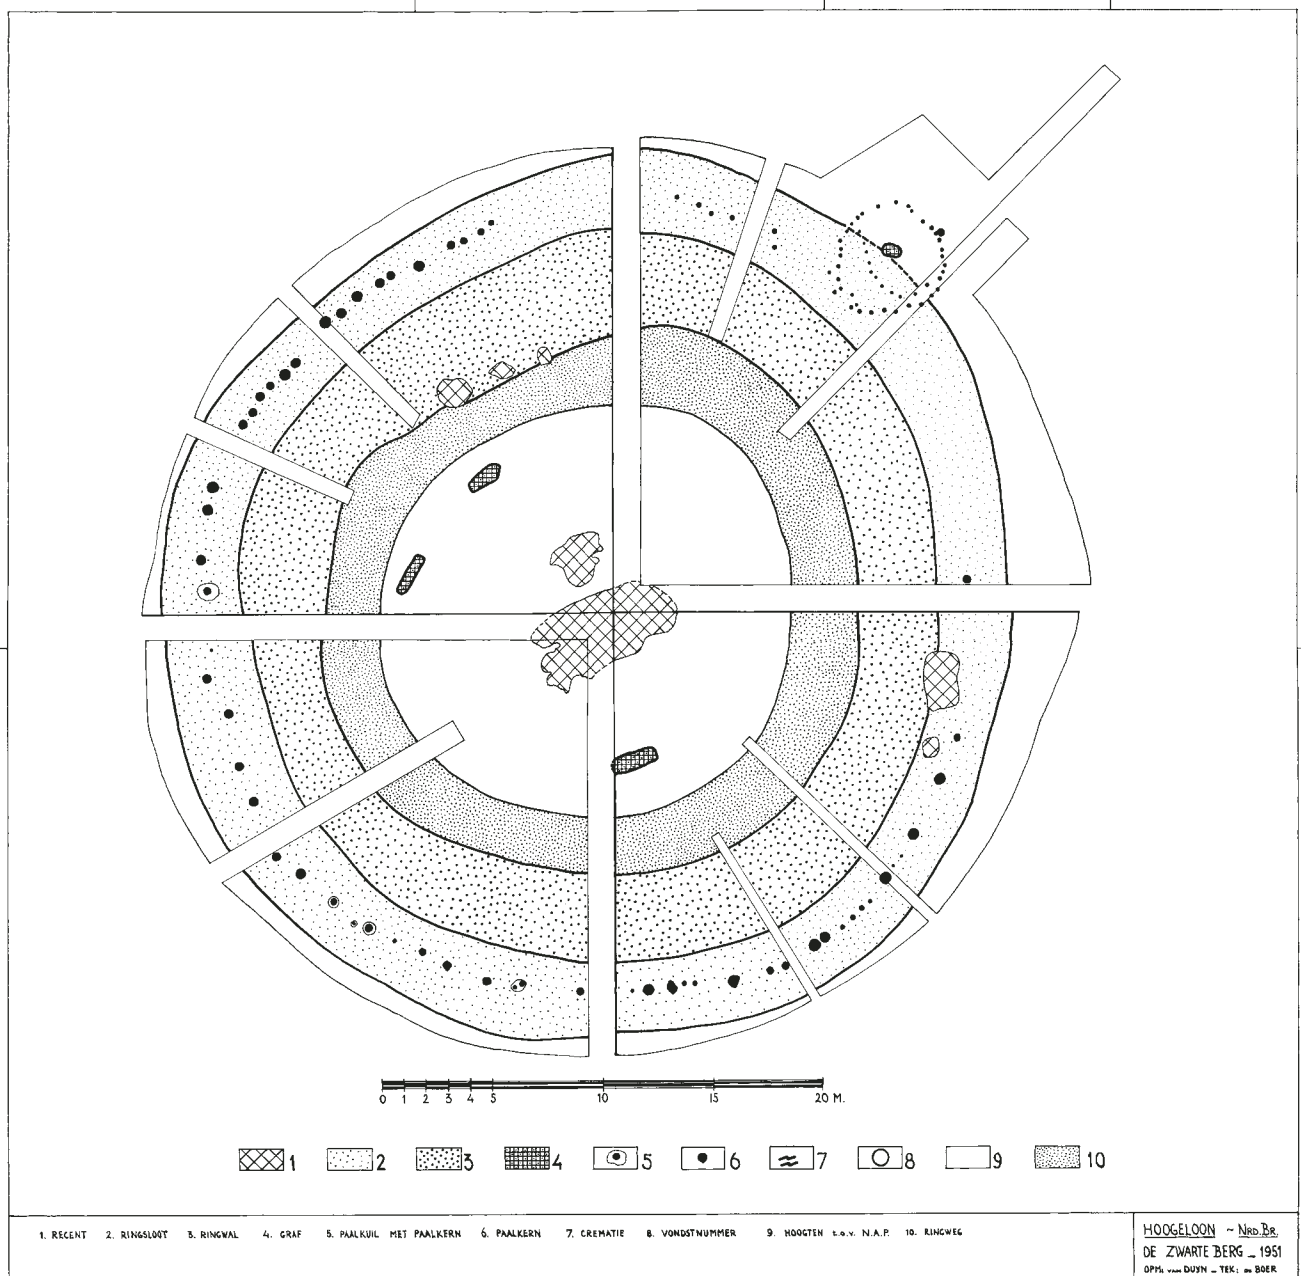 0 1 2 3 4 5 10 15 20 M.
1 2 3 4 5 6 7 8 9 10
1. RECENT 2. RINGSLOOT 3. RINGWAL 4. GRAF 5. PAALKUIL MET PAALKERN 6. PAALKERN 7. CREMATIE 8. VONDSTNUMMER 9. HOOGTEN t.o.v. N.A.P. 10. RINGWEG
HOOGELOON ~ NRD. BR.
DE ZWARTE BERG _ 1951
OPM: VAN DUYN _ TEK: DE BOER